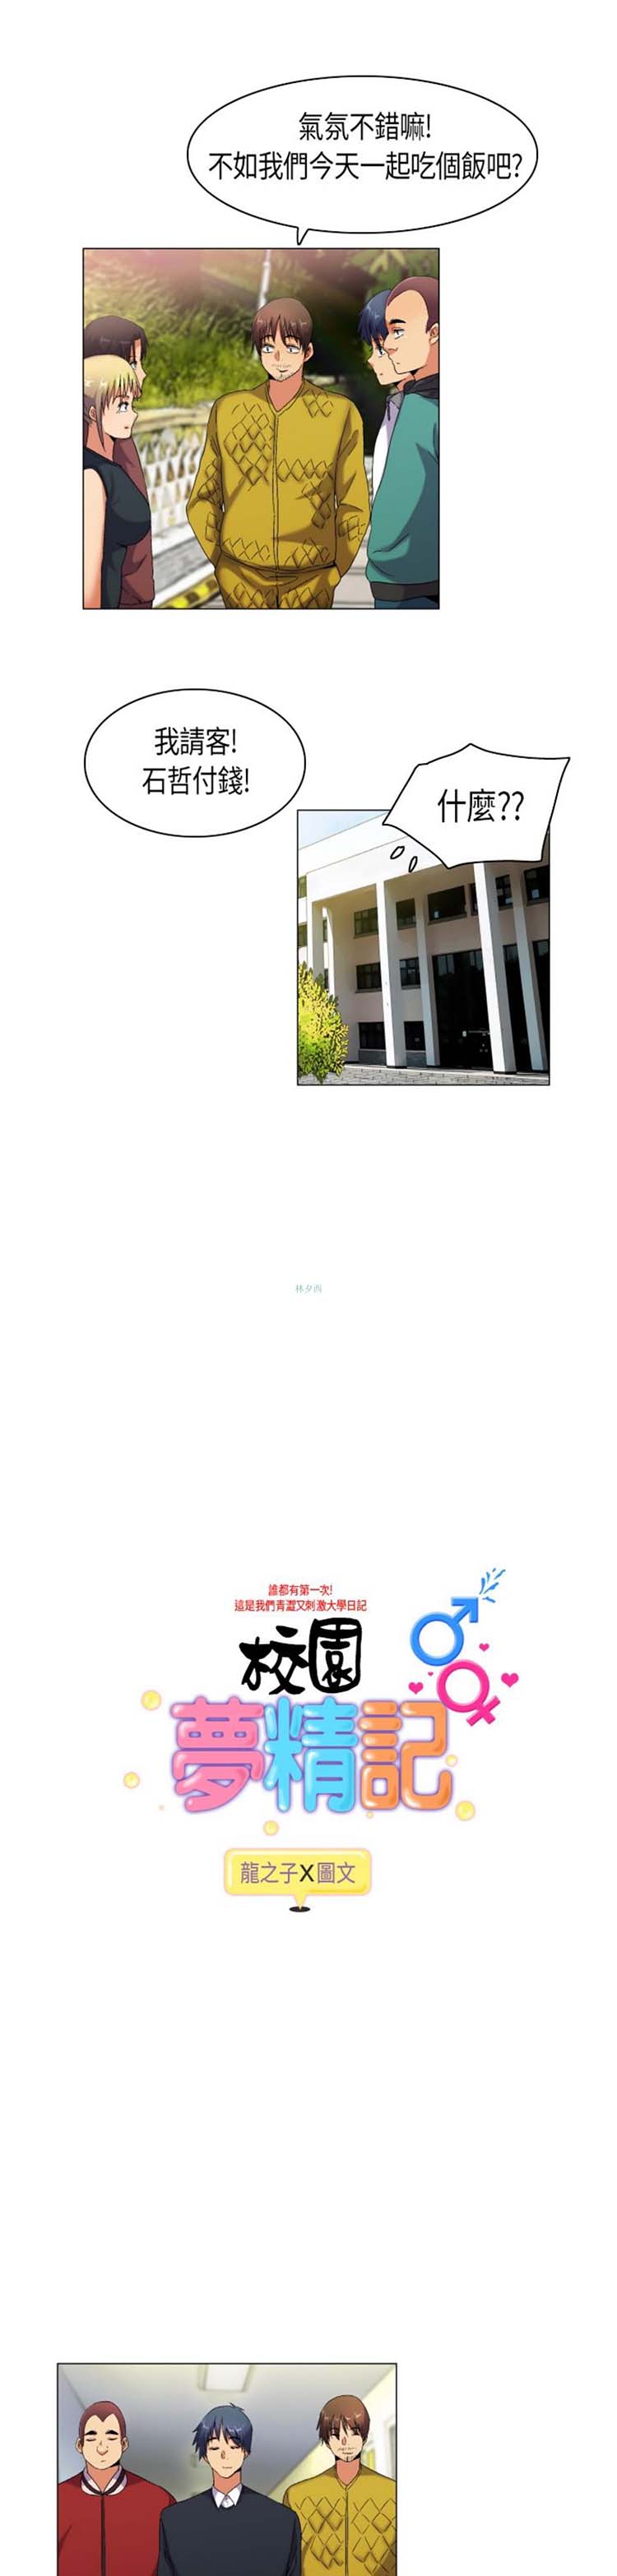 氣氛不錯嘛!
不如我們今天一起吃個飯吧?
我請客!
石哲付錢!
什麼??
林夕西
誰都有第一次!
這是我們青澀又刺激大學日記
校園
夢精記
龍之子X圖文